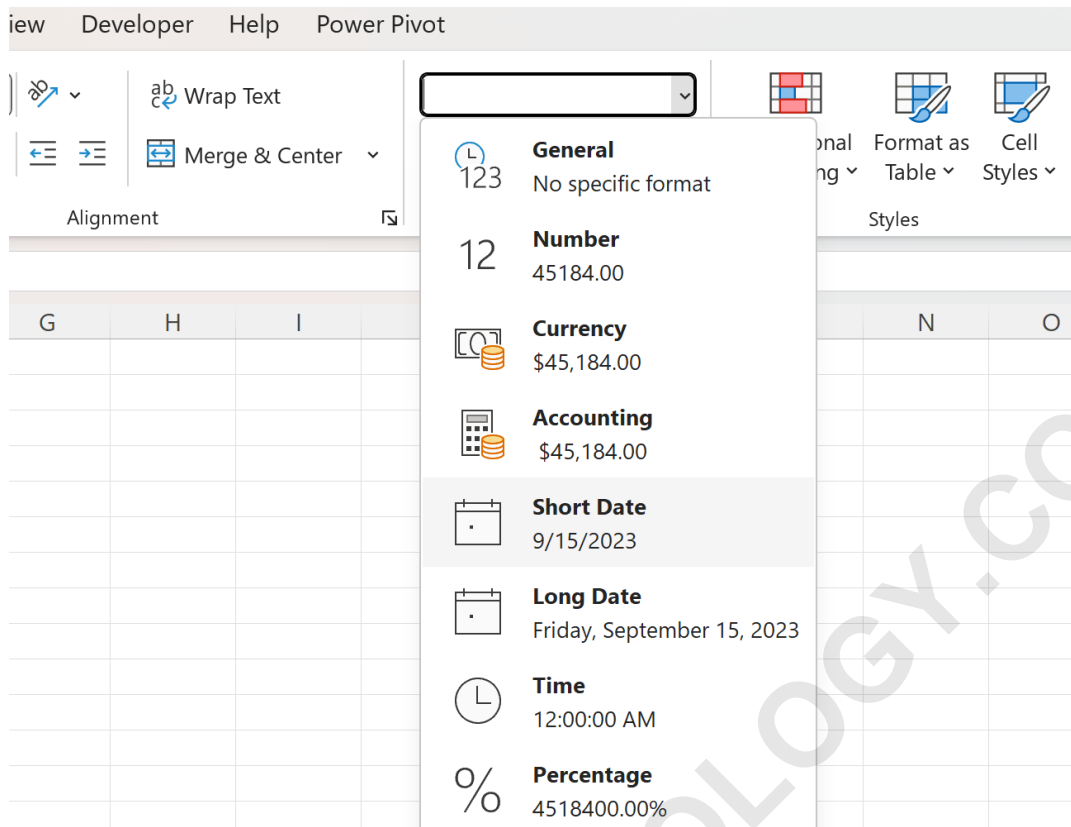 iew Developer Help Power Pivot
ab Wrap Text
c
Merge & Center
onal Format as Cell
ng Table Styles
Alignment
Styles
General
123
No specific format
12
Number
45184.00
Currency
$45,184.00
Accounting
$45,184.00
Short Date
9/15/2023
Long Date
Friday, September 15, 2023
Time
12:00:00 AM
%
Percentage
4518400.00%
G H I N O
OLOGY.CO